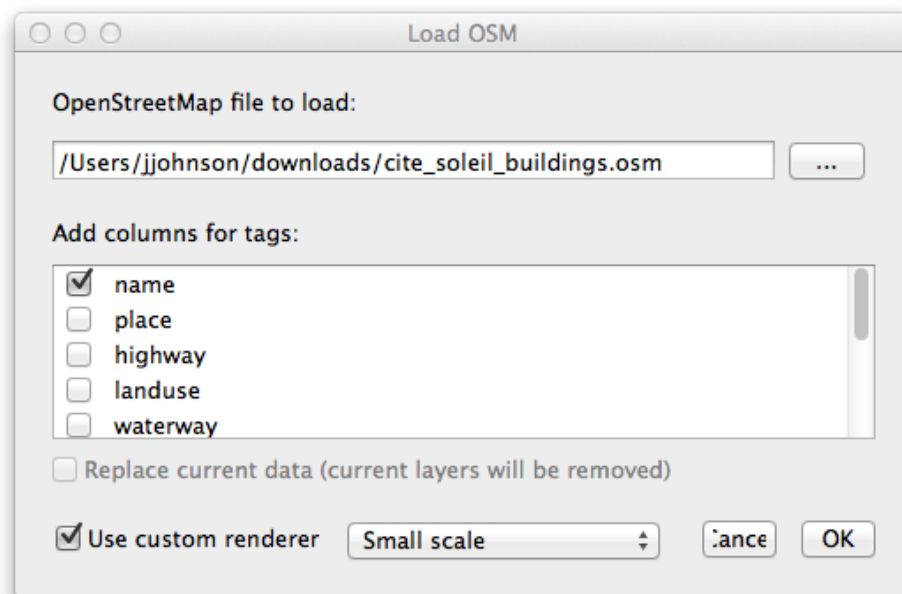 Load OSM
OpenStreetMap file to load:
/Users/jjohnson/downloads/cite_soleil_buildings.osm
...
Add columns for tags:
name
place
highway
landuse
waterway
Replace current data (current layers will be removed)
Use custom renderer
Small scale
Cance
OK